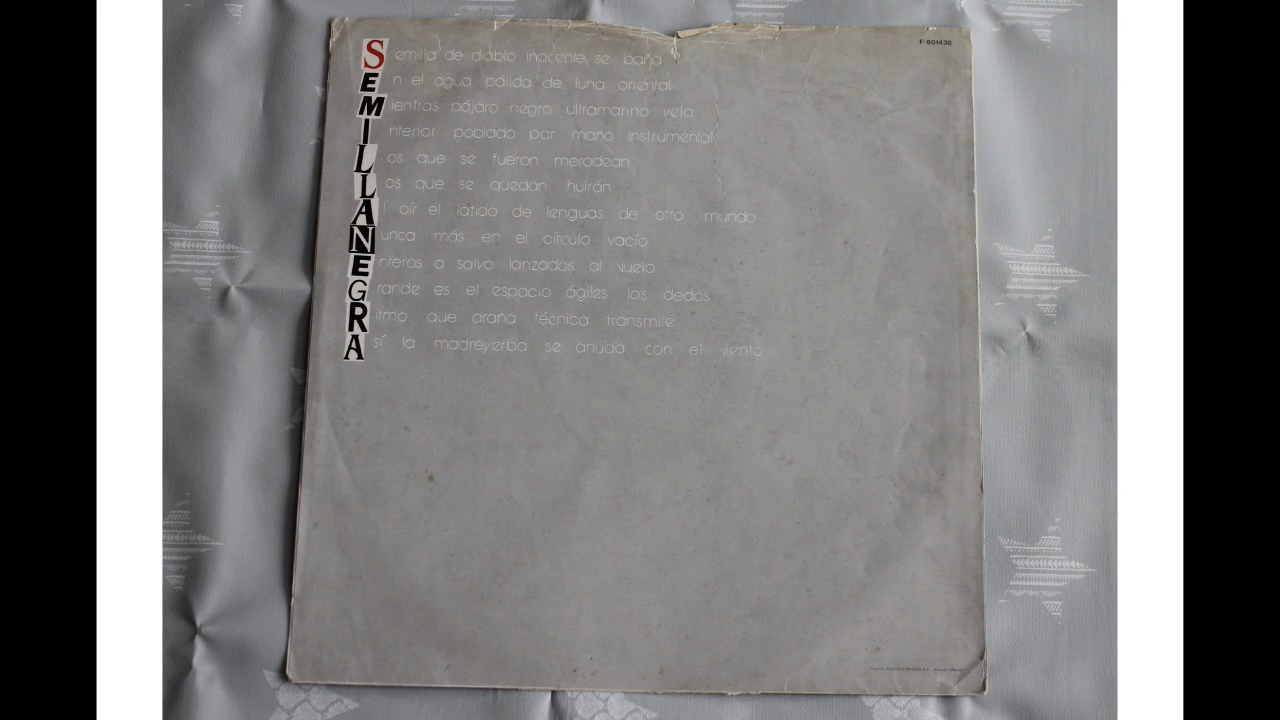 F-601430
Semilla de diablo inocente se baña
En el agua pálida de luna oriental
Mientras pájaro negro ultramarino vela
Interior poblado por mano instrumental
Los que se fueron merodean
Los que se quedan huirán
Al oír el latido de lenguas de otro mundo
Nunca más en el círculo vacío
Enteros a salvo lanzados al vuelo
Grande es el espacio ágiles los dedos
Ritmo que araña técnica transmite
Así la madreyerba se anuda con el viento